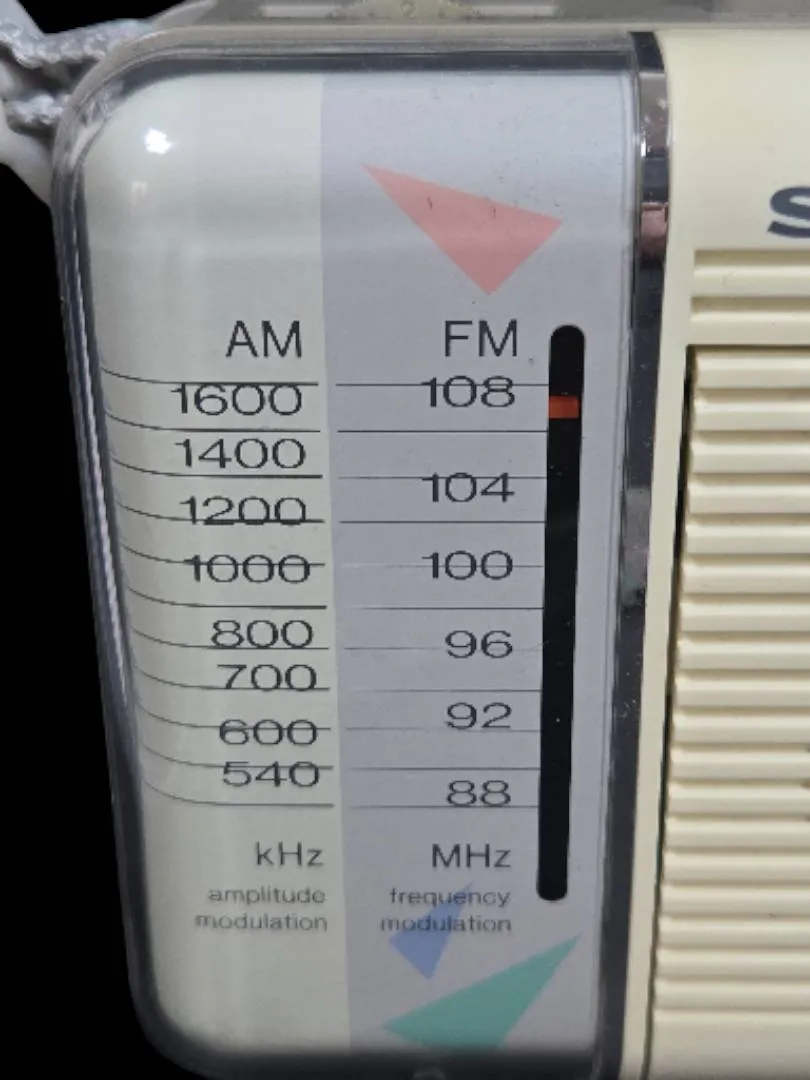 S
AM FM
1600 108
1400
1200 104
1000 100
800 96
700
600 92
540 88
kHz MHz
amplitude frequency
modulation modulation